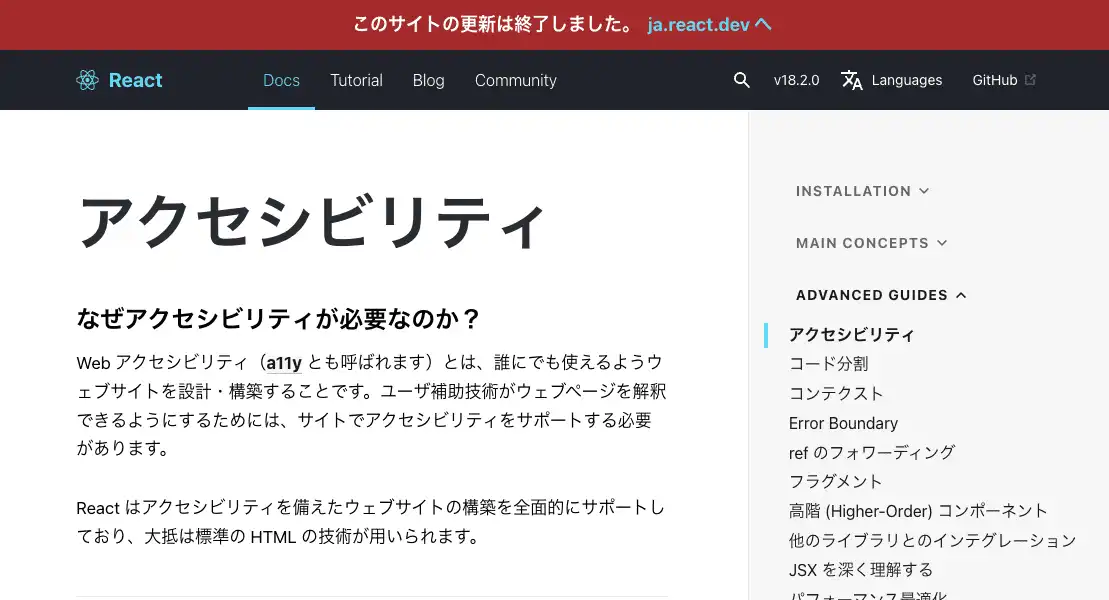 このサイトの更新は終了しました。 ja.react.dev へ
React Docs Tutorial Blog Community v18.2.0 Languages GitHub
アクセシビリティ
なぜアクセシビリティが必要なのか？
Web アクセシビリティ（a11y とも呼ばれます）とは、誰にでも使えるようウ
ェブサイトを設計・構築することです。ユーザ補助技術がウェブページを解釈
できるようにするためには、サイトでアクセシビリティをサポートする必要
があります。
React はアクセシビリティを備えたウェブサイトの構築を全面的にサポートし
ており、大抵は標準の HTML の技術が用いられます。
INSTALLATION
MAIN CONCEPTS
ADVANCED GUIDES
アクセシビリティ
コード分割
コンテクスト
Error Boundary
ref のフォワーディング
フラグメント
高階 (Higher-Order) コンポーネント
他のライブラリとのインテグレーション
JSX を深く理解する
パフォーマンス最適化